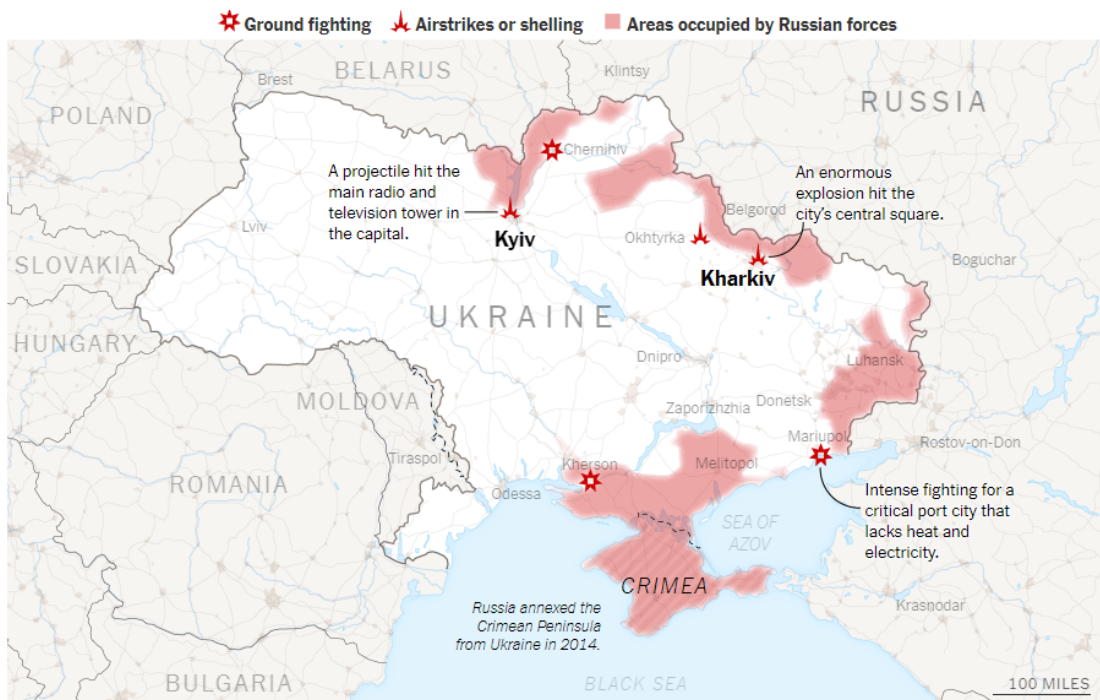 Ground fighting
Airstrikes or shelling
Areas occupied by Russian forces
Brest
BELARUS
Klintsy
RUSSIA
POLAND
Chernihiv
A projectile hit the
main radio and
television tower in
the capital.
An enormous
explosion hit the
city's central square.
Belgorod
Lviv
Kyiv
Okhtyrka
Kharkiv
Boguchar
SLOVAKIA
UKRAINE
HUNGARY
Dnipro
Luhansk
MOLDOVA
Zaporizhzhia
Donetsk
Mariupol
Rostov-on-Don
Tiraspol
Kherson
Melitopol
ROMANIA
Odessa
Intense fighting for a
critical port city that
lacks heat and
electricity.
SEA OF
AZOV
CRIMEA
Russia annexed the
Crimean Peninsula
from Ukraine in 2014.
Krasnodar
BULGARIA
BLACK SEA
100 MILES